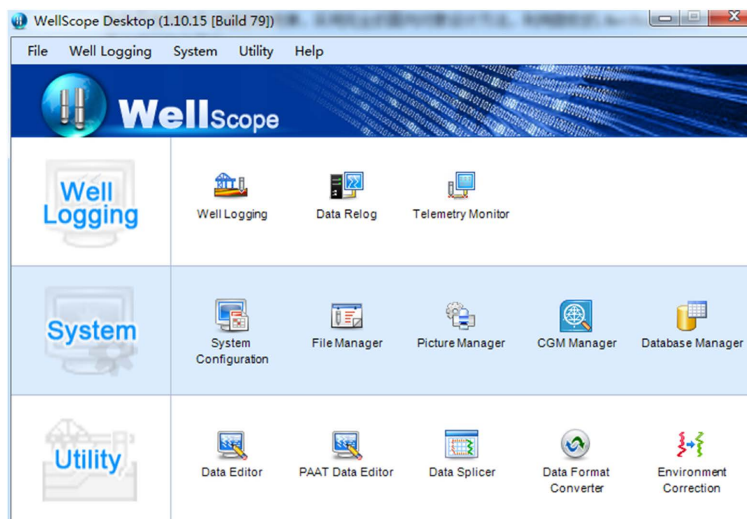 WellScope Desktop (1.10.15 [Build 79])
File Well Logging System Utility Help
WellScope
Well Logging
Well Logging
Data Relog
Telemetry Monitor
System
System
Configuration
File Manager
Picture Manager
CGM Manager
Database Manager
Utility
Data Editor
PAAT Data Editor
Data Splicer
Data Format
Converter
Environment
Correction